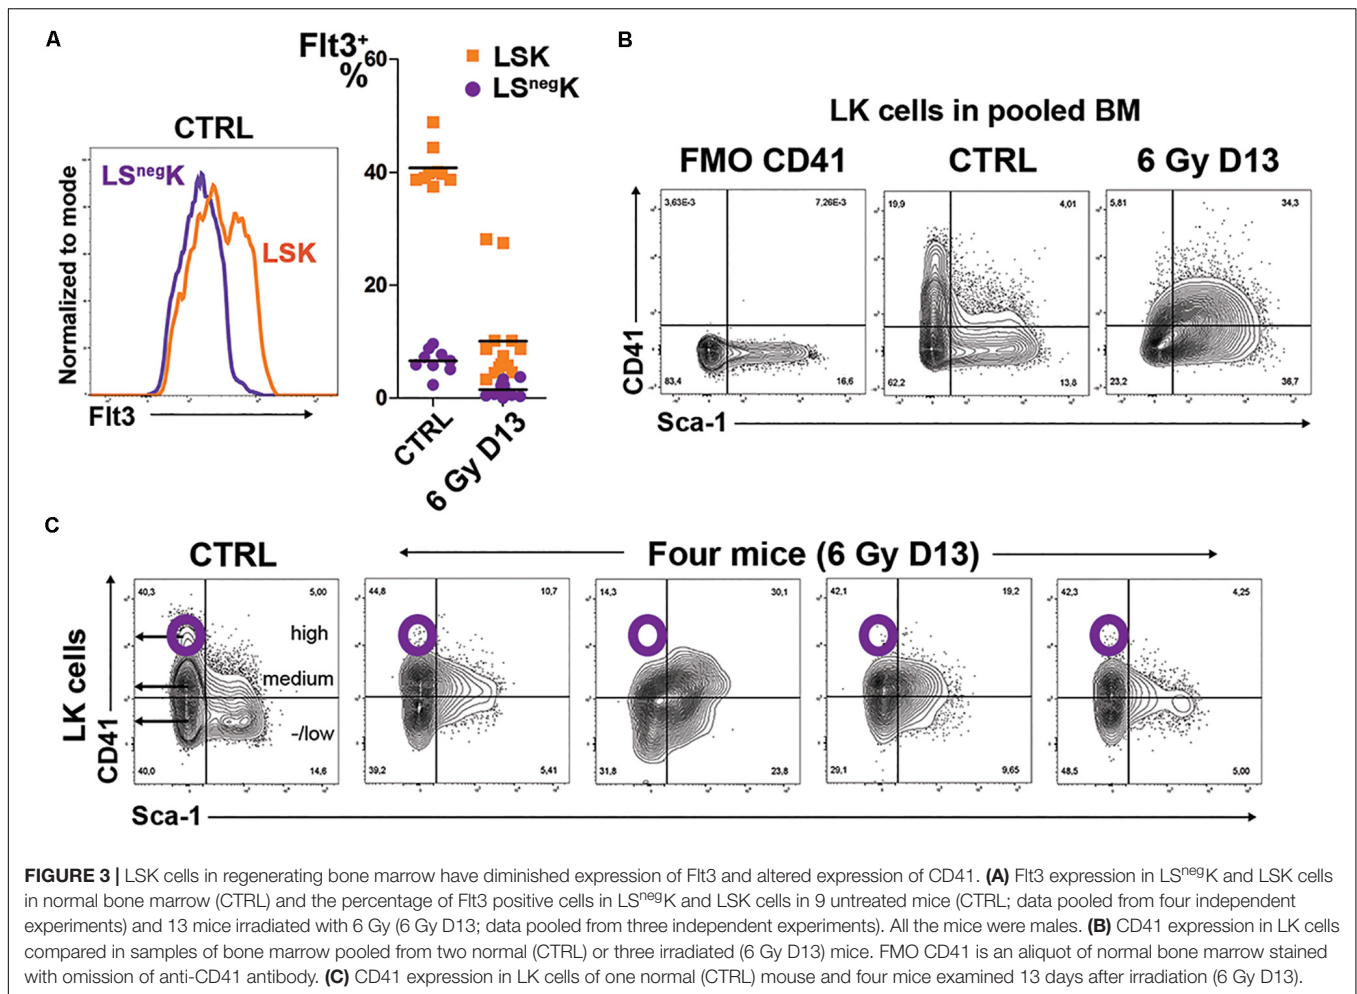 A
Flt3+
%
60
40
20
0
LSK
LSnegK
CTRL
6 Gy D13
CTRL
LSnegK
LSK
Normalized to mode
Flt3
B
LK cells in pooled BM
FMO CD41
CTRL
6 Gy D13
3,63E-3
7,26E-3
83,4
16,6
19,9
4,01
62,2
13,8
5,81
34,3
23,2
36,7
CD41
Sca-1
C
CTRL
Four mice (6 Gy D13)
LK cells
CD41
40,3
5,00
high
medium
-/low
40,0
14,6
44,8
10,7
39,2
5,41
14,3
30,1
31,8
23,8
42,1
19,2
29,1
9,65
42,3
4,25
48,5
5,00
Sca-1
FIGURE 3 | LSK cells in regenerating bone marrow have diminished expression of Flt3 and altered expression of CD41. (A) Flt3 expression in LSnegK and LSK cells
in normal bone marrow (CTRL) and the percentage of Flt3 positive cells in LSnegK and LSK cells in 9 untreated mice (CTRL; data pooled from four independent
experiments) and 13 mice irradiated with 6 Gy (6 Gy D13; data pooled from three independent experiments). All the mice were males. (B) CD41 expression in LK cells
compared in samples of bone marrow pooled from two normal (CTRL) or three irradiated (6 Gy D13) mice. FMO CD41 is an aliquot of normal bone marrow stained
with omission of anti-CD41 antibody. (C) CD41 expression in LK cells of one normal (CTRL) mouse and four mice examined 13 days after irradiation (6 Gy D13).